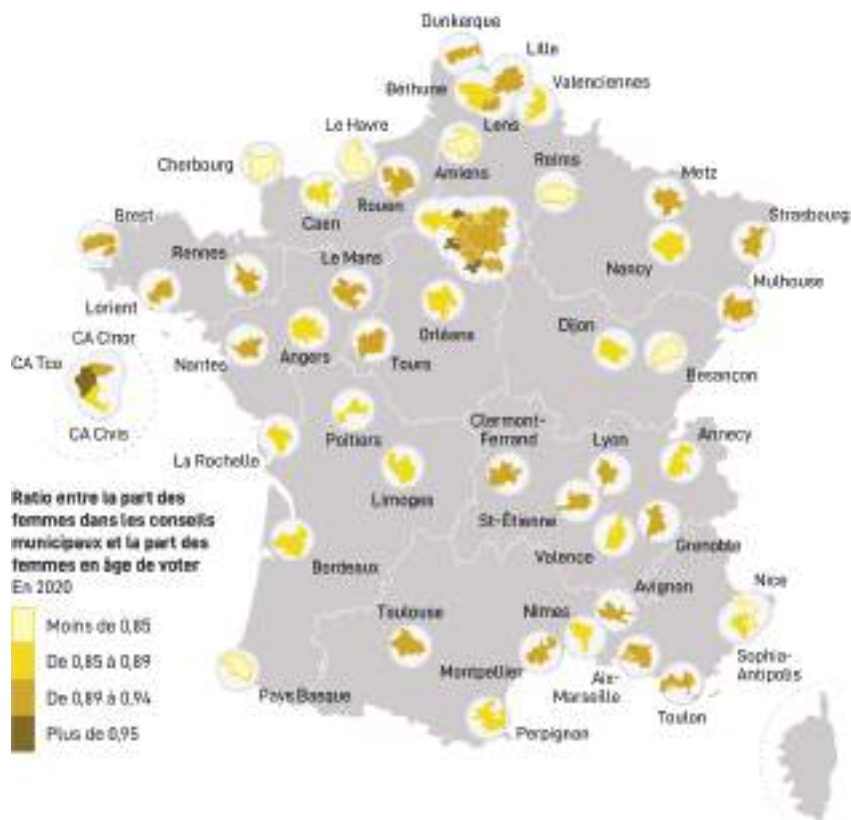 Dunkerque
Lille
Béthune
Valenciennes
Lens
Le Havre
Cherbourg
Amiens
Reims
Rouen
Metz
Caen
Strasbourg
Brest
Rennes
Le Mans
Nancy
Mulhouse
Lorient
Orléans
Dijon
CA Cinor
Nantes
Angers
Tours
CA Tco
Besançon
CA Civis
Poitiers
Clermont-
Ferrand
Lyon
Annecy
La Rochelle
Limoges
St-Étienne
Ratio entre la part des
femmes dans les conseils
municipaux et la part des
femmes en âge de voter
En 2020
Moins de 0,85
De 0,85 à 0,89
De 0,89 à 0,94
Plus de 0,95
Valence
Grenoble
Bordeaux
Avignon
Nice
Toulouse
Nîmes
Montpellier
Sophia-
Antipolis
Aix-
Marseille
Pays Basque
Toulon
Perpignan